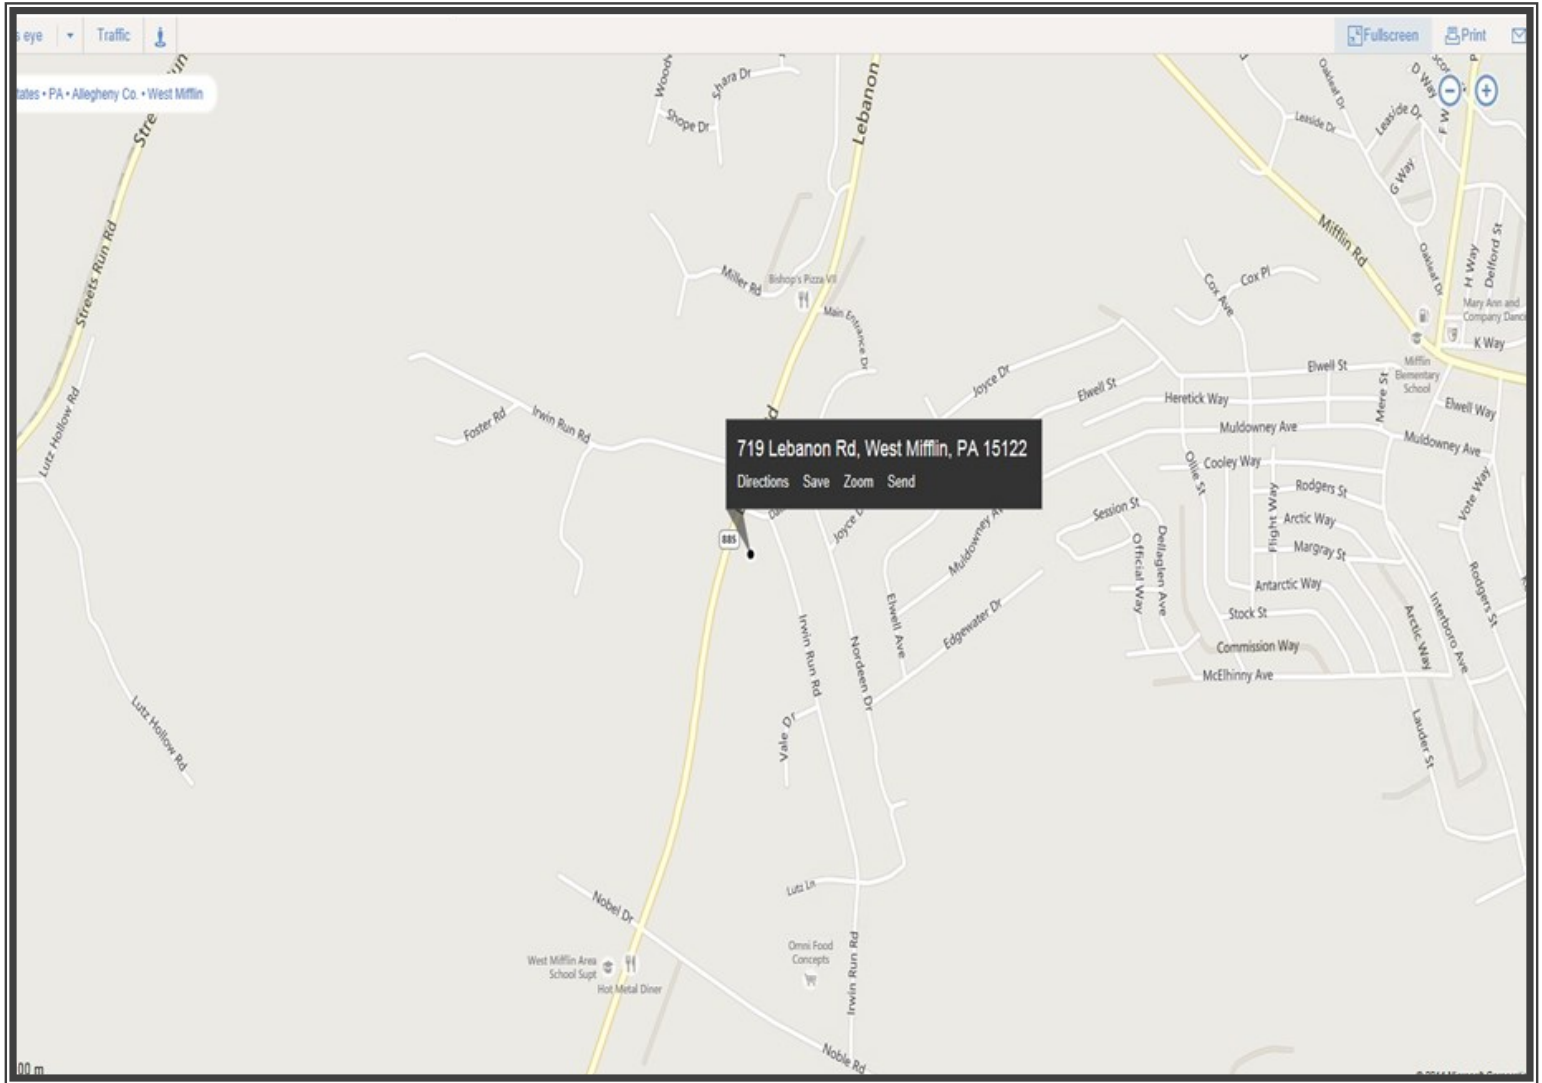 s eye
Traffic
Fullscreen
Print
tates • PA • Allegheny Co. • West Mifflin
Shara Dr
Shope Dr
Lebanon
Oakleaf Dr
D Way
Leaside Dr
Leaside Dr
F W
G Way
Streets Run Rd
Mifflin Rd
Oakleaf Dr
H Way
Delford St
Miller Rd
Bishop's Pizza VII
Main Entrance Dr
Cox Ave
Cox Pl
Mary Ann and
K Way
Mifflin
Elementary
School
Joyce Dr
Elwell St
Elwell St
Mere St
Heretick Way
Elwell Way
Foster Rd
Irwin Run Rd
Lutz Hollow Rd
Muldowney Ave
Muldowney Ave
719 Lebanon Rd, West Mifflin, PA 15122
Directions Save Zoom Send
Ollie St
Cooley Way
Rodgers St
Vote Way
Session St
Flight Way
Arctic Way
885
Joyce D
Muldowney Av
Official Way
Dellaglen Ave
Margray St
Antarctic Way
Rodgers St
Elwell Ave
Edgewater Dr
Stock St
Arctic Way
Interboro Ave
Irwin Run Rd
Nordeen Dr
Commission Way
McElhinny Ave
Lutz Hollow Rd
Vale Dr
Lauder St
Lutz Ln
Nobel Dr
West Mifflin Area
School Supt
Hot Metal Diner
Omni Food
Concepts
Irwin Run Rd
Noble Rd
00 m